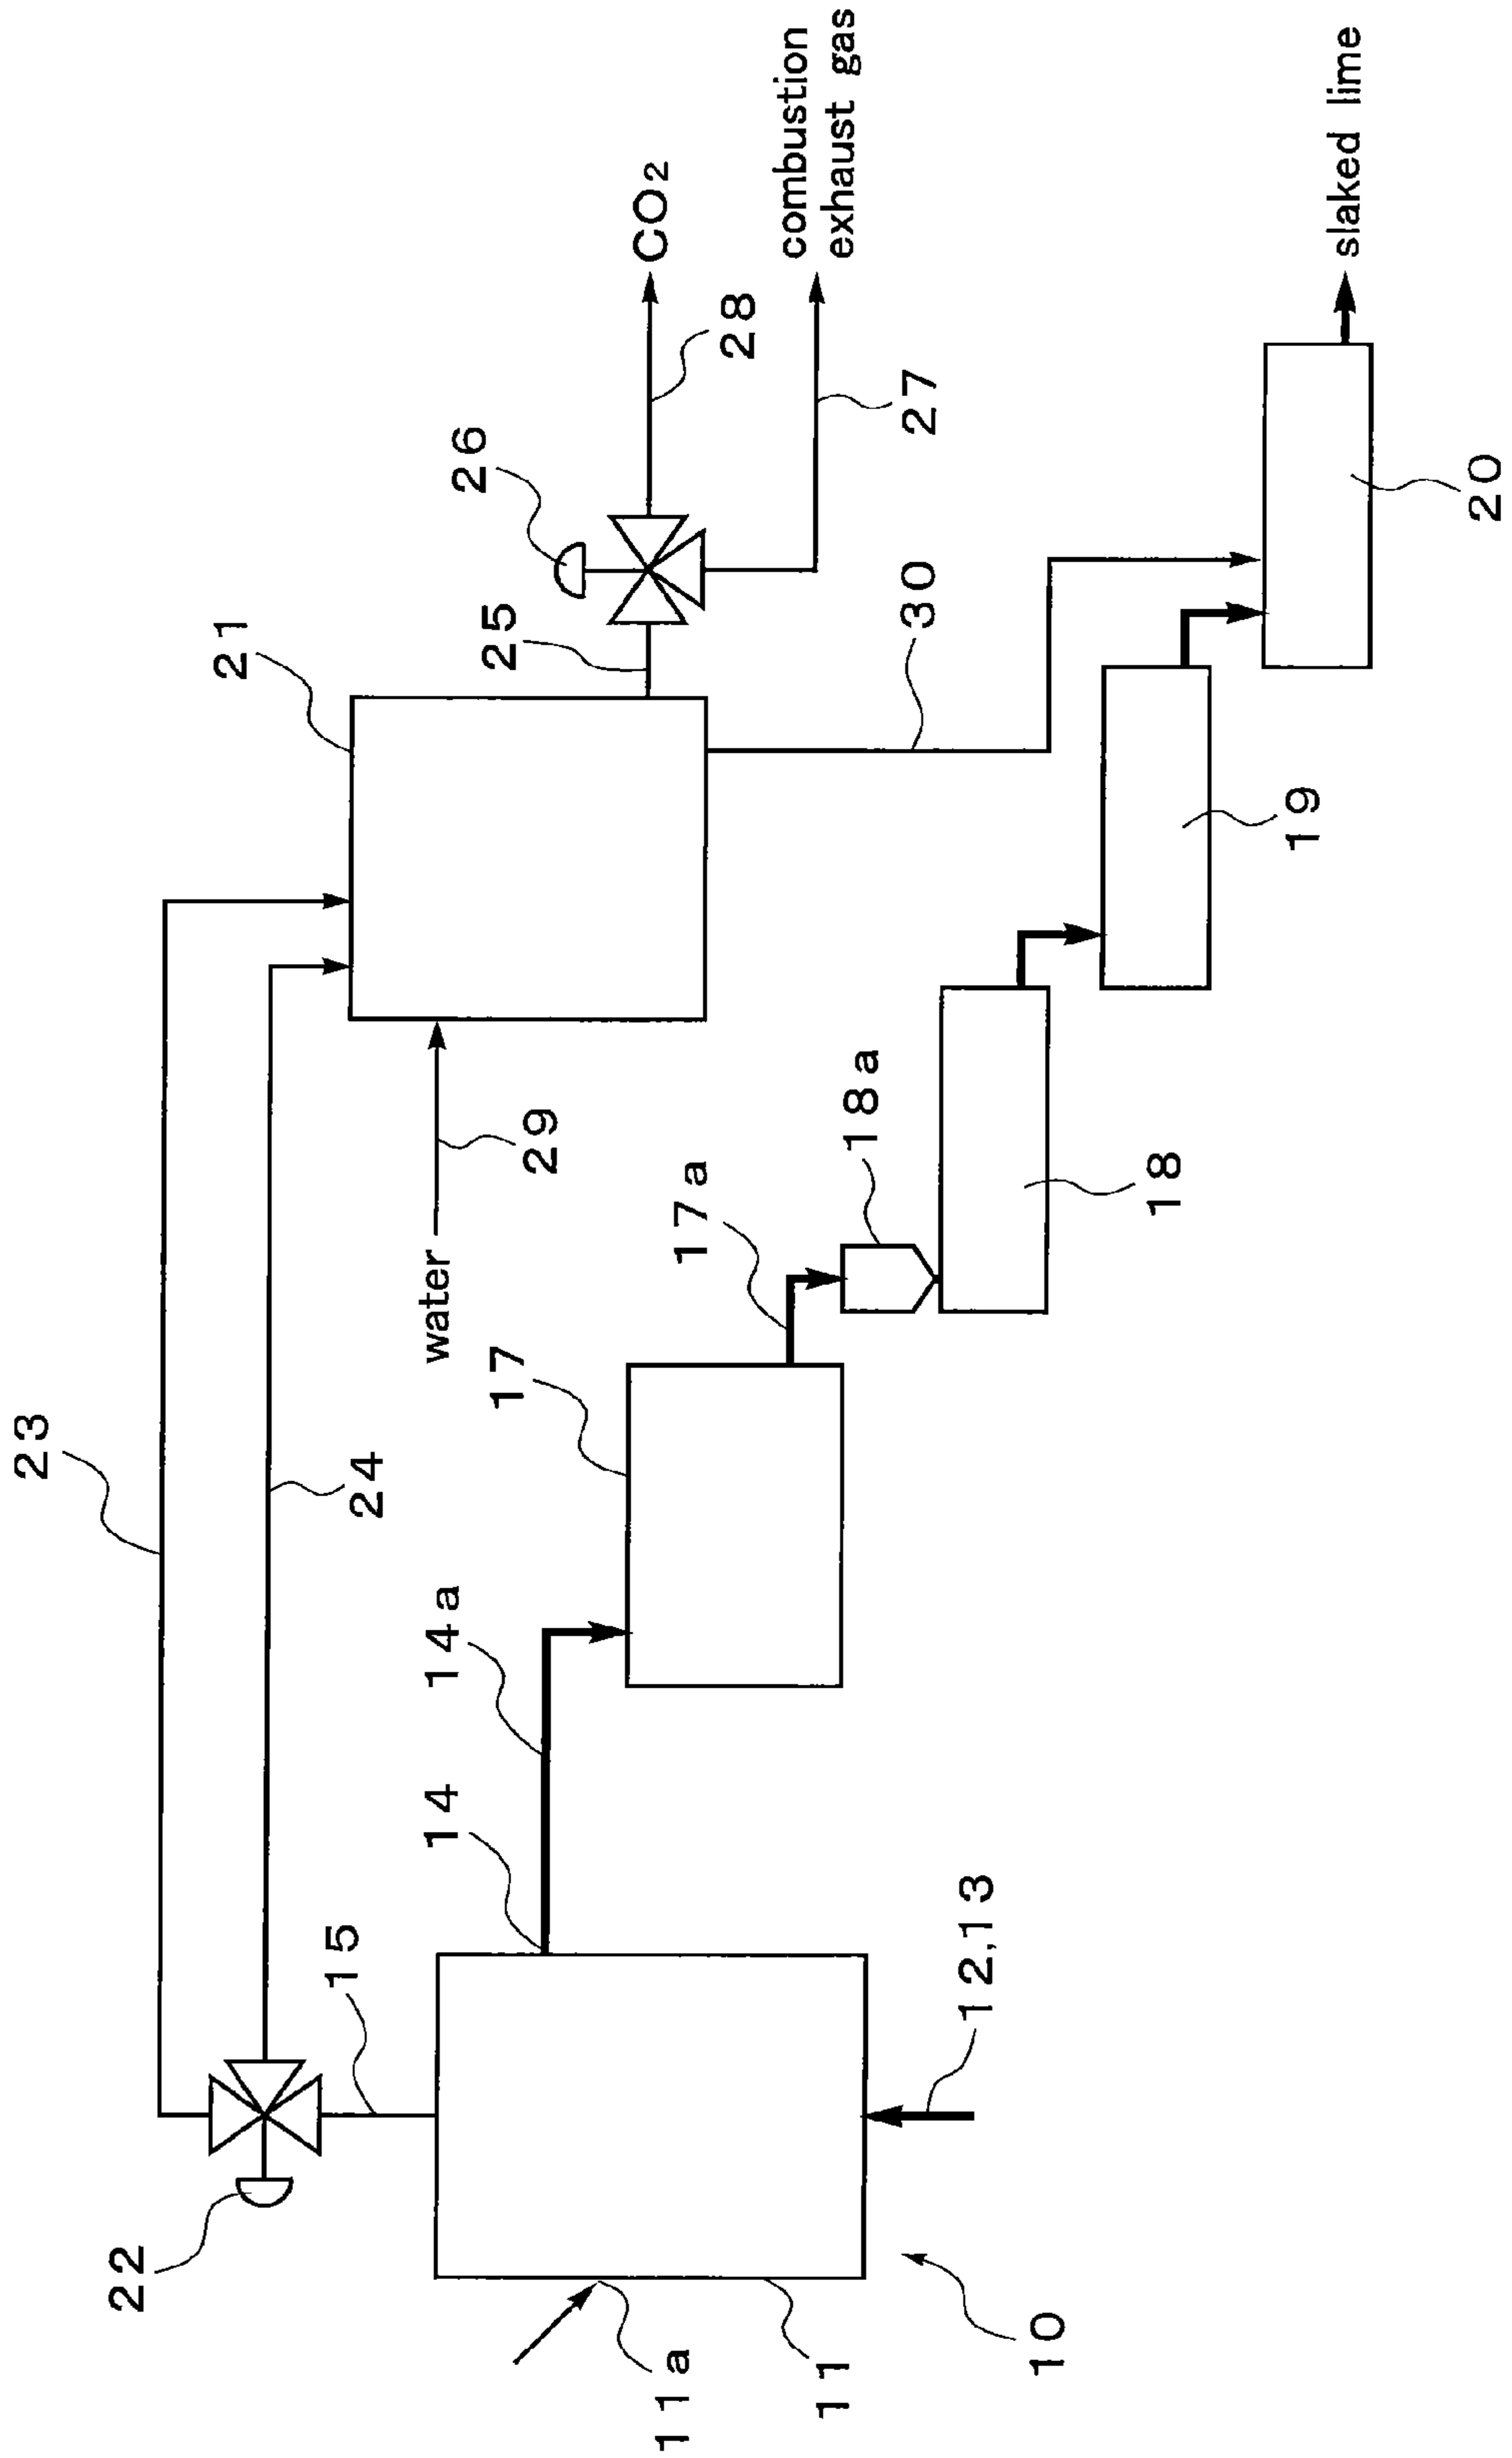 23
24
22
15
21
26
25
CO2
28
combustion
exhaust gas
27
water
29
30
14
14a
17
17a
18a
18
19
20
slaked lime
11a
11
10
12,13